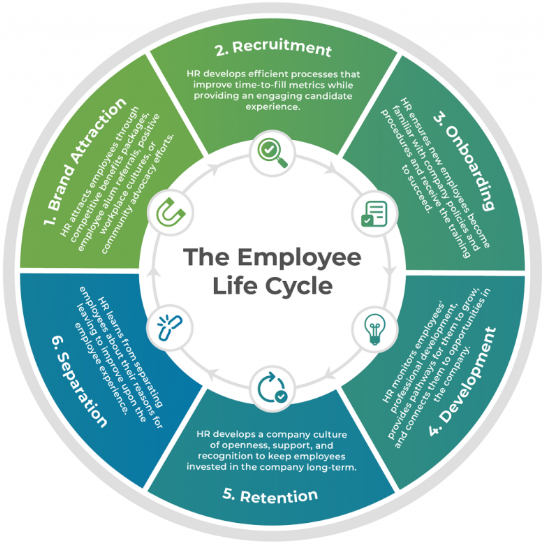 The Employee
Life Cycle
1. Brand Attraction
HR attracts employees through
competitive benefits packages,
employee alum referrals, positive
workplace cultures, or
community advocacy efforts.
2. Recruitment
HR develops efficient processes that
improve time-to-fill metrics while
providing an engaging candidate
experience.
3. Onboarding
HR ensures new employees become
familiar with company policies and
procedures and receive the training
to succeed.
HR monitors employees'
professional development,
provides pathways for them to grow,
and connects them to opportunities in
the company.
4. Development
HR develops a company culture
of openness, support, and
recognition to keep employees
invested in the company long-term.
5. Retention
HR learns from separating
employees about their reasons for
leaving to improve upon the
employee experience.
6. Separation